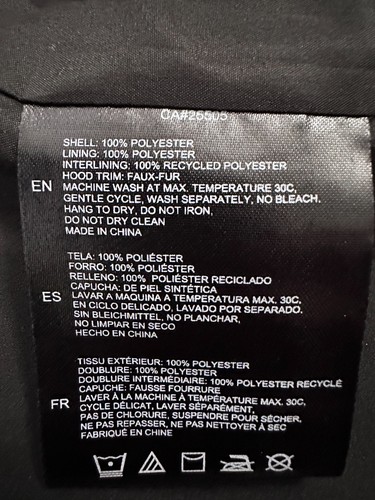 CA#26505
SHELL: 100% POLYESTER
LINING: 100% POLYESTER
INTERLINING: 100% RECYCLED POLYESTER
HOOD TRIM: FAUX-FUR
EN MACHINE WASH AT MAX. TEMPERATURE 30C,
GENTLE CYCLE, WASH SEPARATELY, NO BLEACH.
HANG TO DRY, DO NOT IRON,
DO NOT DRY CLEAN
MADE IN CHINA
TELA: 100% POLIÉSTER
FORRO: 100% POLIÉSTER
RELLENO: 100% POLIÉSTER RECICLADO
CAPUCHA: DE PIEL SINTÉTICA
ES LAVAR A MAQUINA A TEMPERATURA MAX. 30C,
EN CICLO DELICADO, LAVADO POR SEPARADO.
SIN BLEICHMITTEL, NO PLANCHAR,
NO LIMPIAR EN SECO
HECHO EN CHINA
TISSU EXTÉRIEUR: 100% POLYESTER
DOUBLURE: 100% POLYESTER
DOUBLURE INTERMÉDIAIRE: 100% POLYESTER RECYCLÉ
CAPUCHE: FAUSSE FOURRURE
FR LAVER À LA MACHINE À TEMPÉRATURE MAX. 30C,
CYCLE DÉLICAT, LAVER SÉPARÉMENT,
PAS DE CHLORURE, SUSPENDRE POUR SÉCHER,
NE PAS REPASSER, NE PAS NETTOYER À SEC
FABRIQUÉ EN CHINE